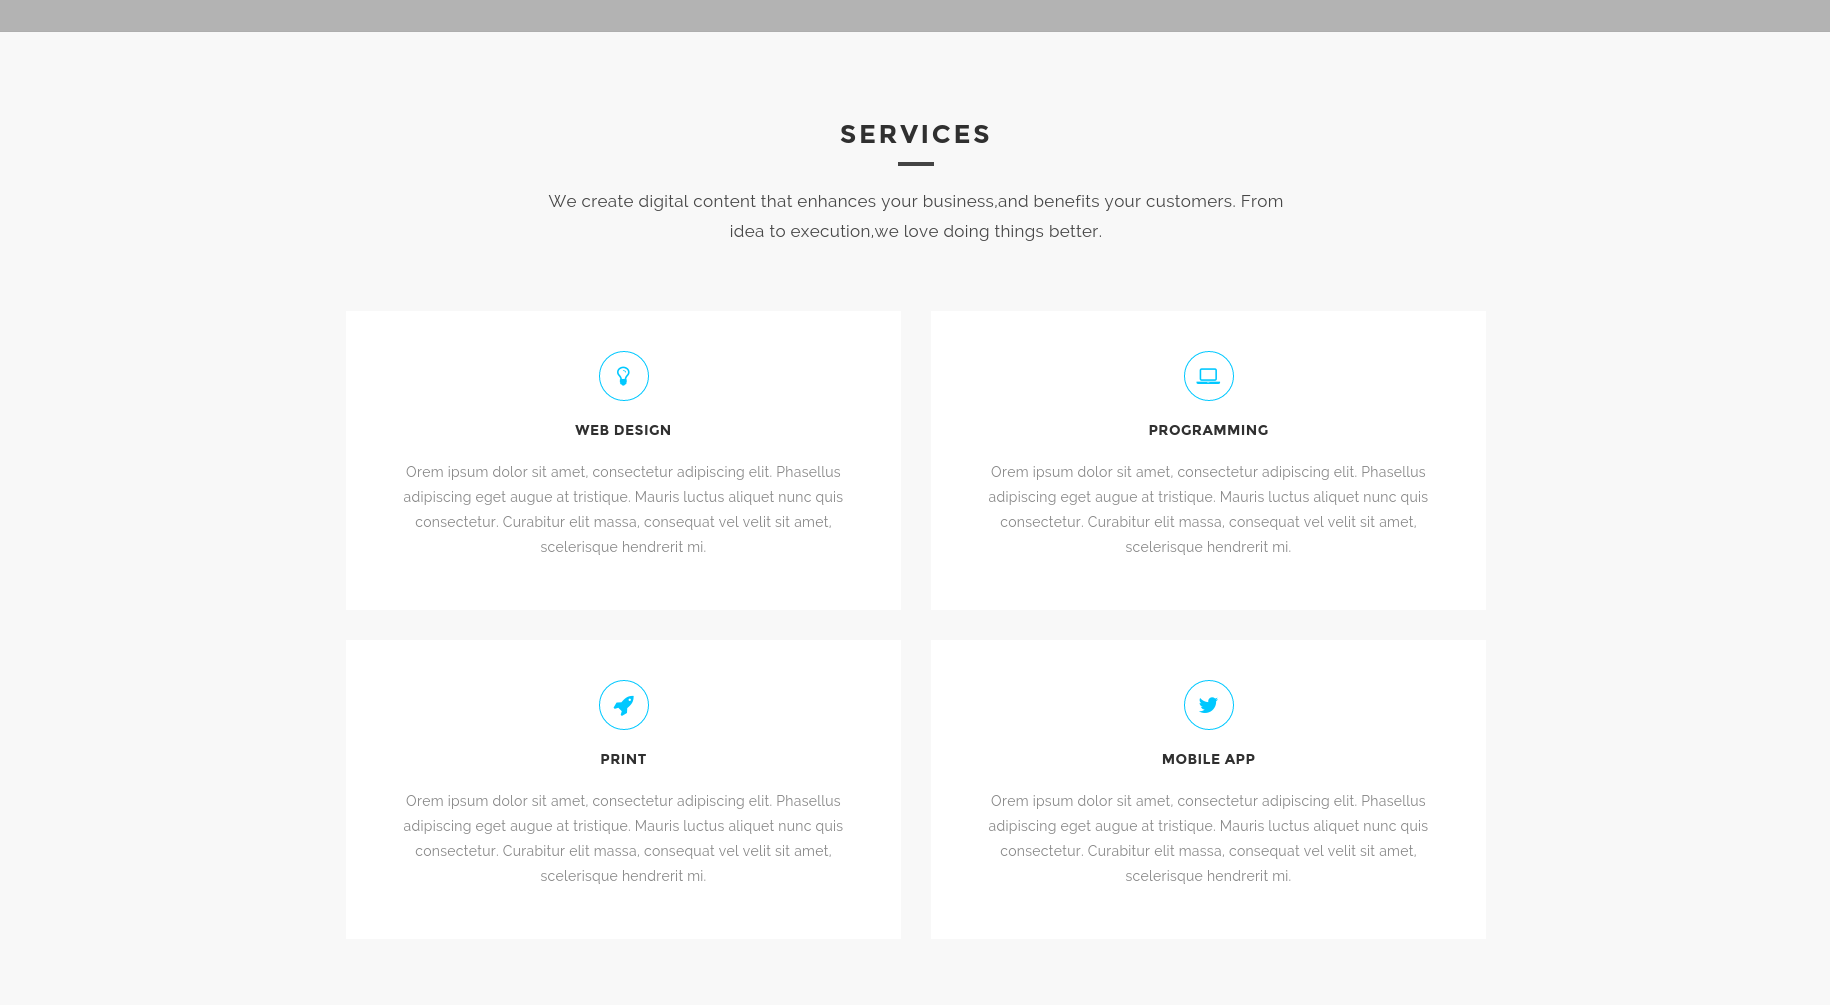 SERVICES
We create digital content that enhances your business,and benefits your customers. From
idea to execution,we love doing things better.
WEB DESIGN
Orem ipsum dolor sit amet, consectetur adipiscing elit. Phasellus
adipiscing eget augue at tristique. Mauris luctus aliquet nunc quis
consectetur. Curabitur elit massa, consequat vel velit sit amet,
scelerisque hendrerit mi.
PROGRAMMING
Orem ipsum dolor sit amet, consectetur adipiscing elit. Phasellus
adipiscing eget augue at tristique. Mauris luctus aliquet nunc quis
consectetur. Curabitur elit massa, consequat vel velit sit amet,
scelerisque hendrerit mi.
PRINT
Orem ipsum dolor sit amet, consectetur adipiscing elit. Phasellus
adipiscing eget augue at tristique. Mauris luctus aliquet nunc quis
consectetur. Curabitur elit massa, consequat vel velit sit amet,
scelerisque hendrerit mi.
MOBILE APP
Orem ipsum dolor sit amet, consectetur adipiscing elit. Phasellus
adipiscing eget augue at tristique. Mauris luctus aliquet nunc quis
consectetur. Curabitur elit massa, consequat vel velit sit amet,
scelerisque hendrerit mi.